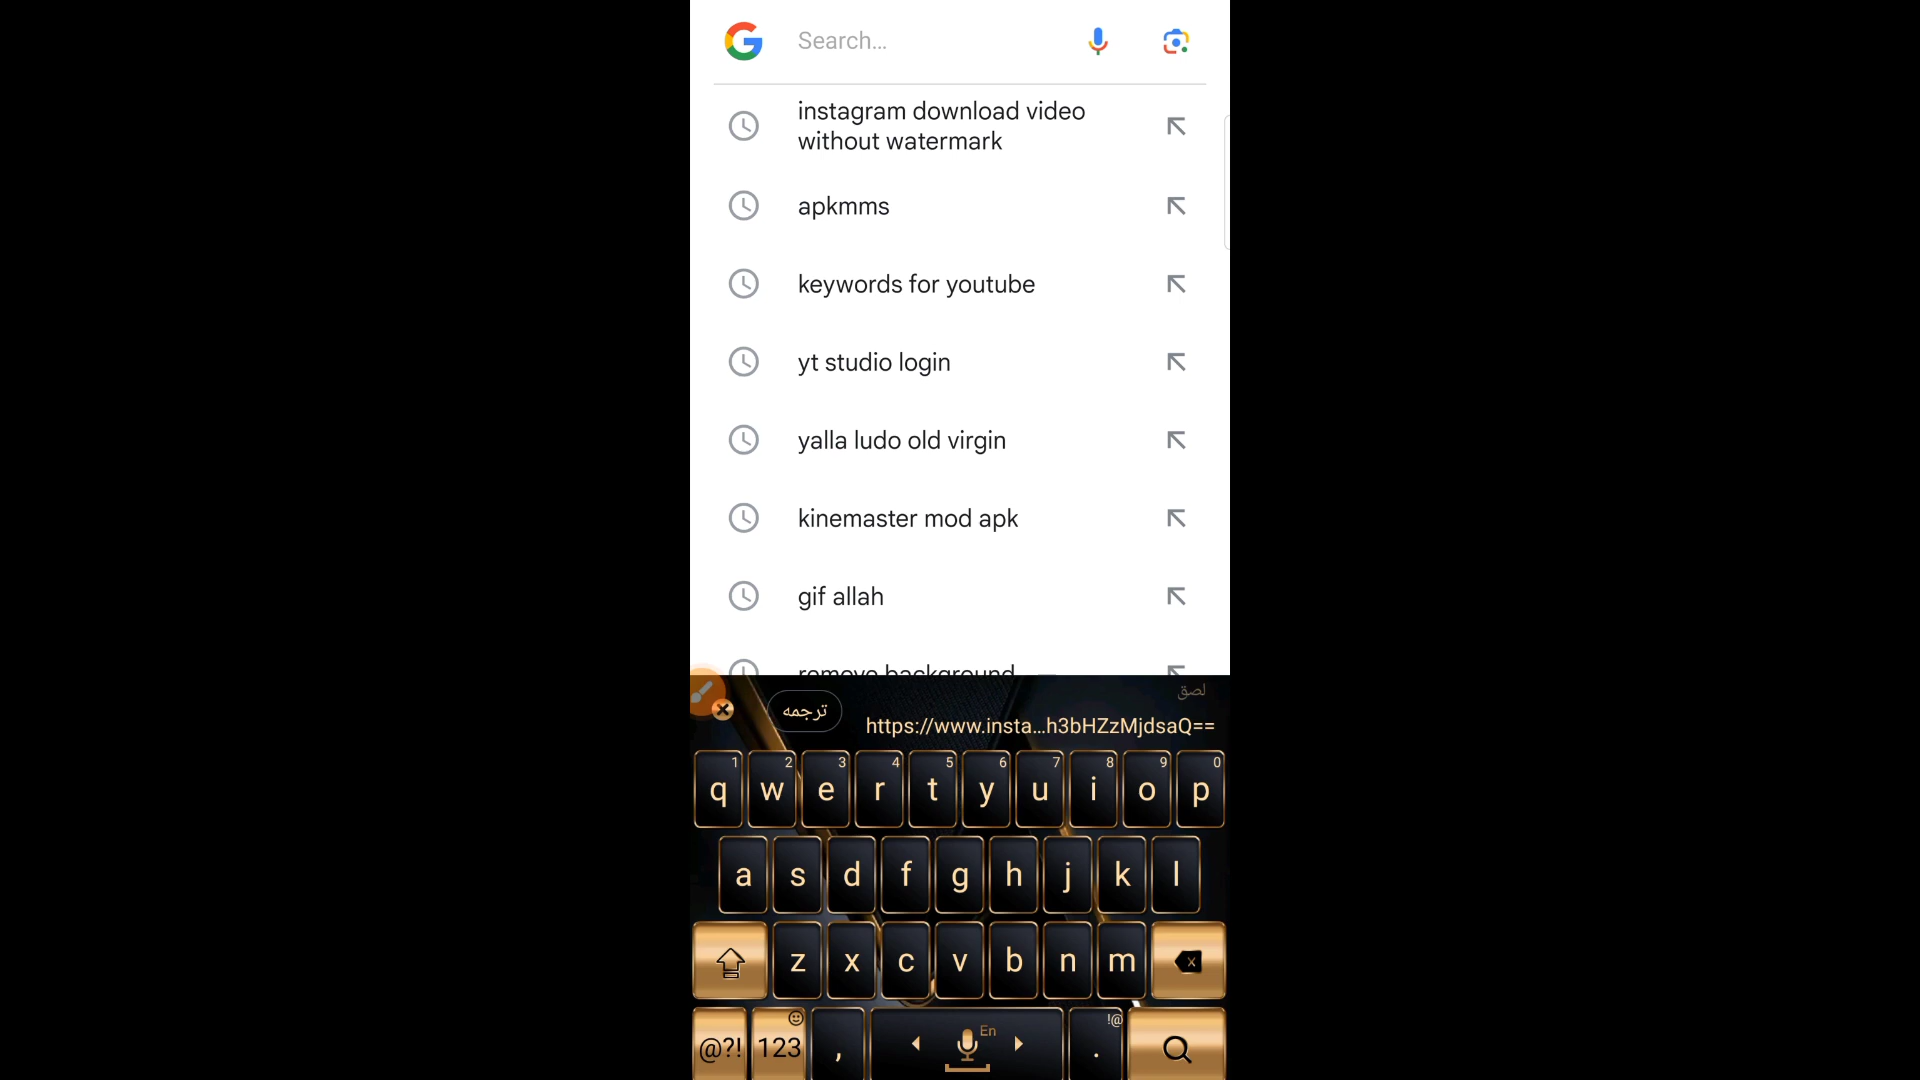 Search...
instagram download video
without watermark
apkmms
keywords for youtube
yt studio login
yalla ludo old virgin
kinemaster mod apk
gif allah
remove background
لصق
ترجمه
https://www.insta...h3bHZzMjdsaQ==
1 2 3 4 5 6 7 8 9 0
q w e r t y u i o p
a s d f g h j k l
z x c v b n m
@?! 123 , En . !@